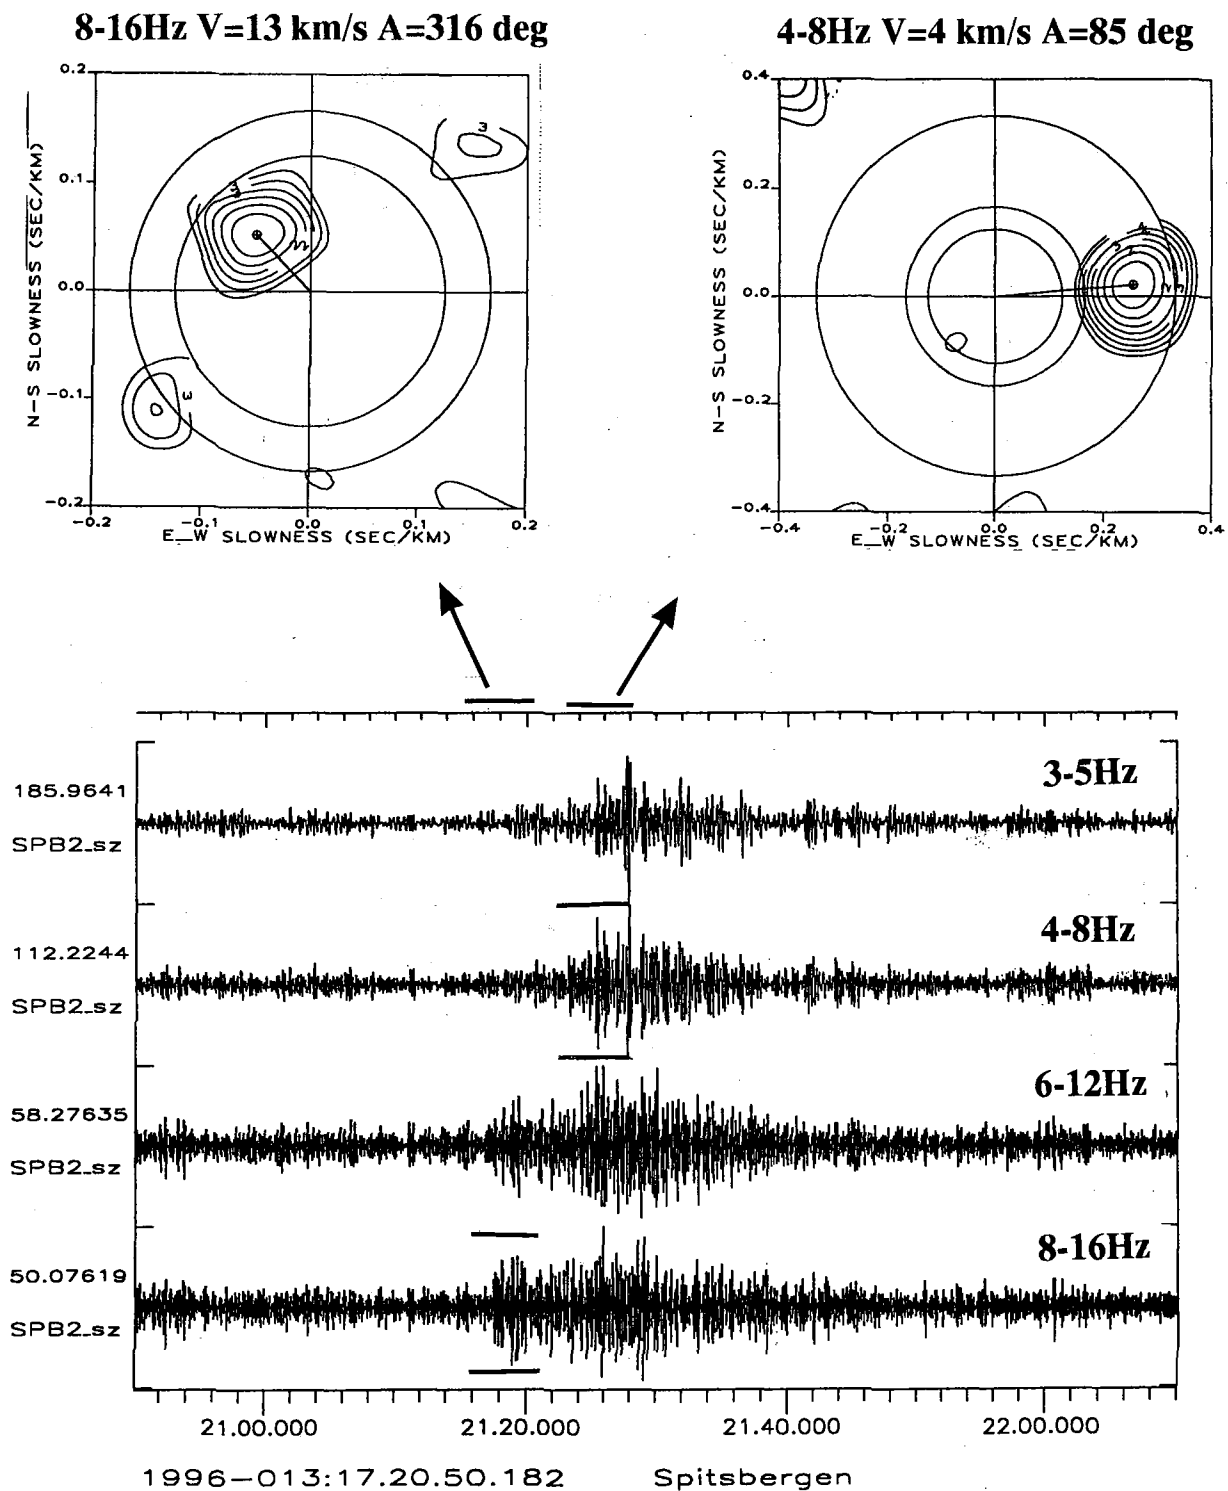 8-16Hz V=13 km/s A=316 deg
4-8Hz V=4 km/s A=85 deg
0.2
0.1
0.0
-0.1
-0.2
N-S SLOWNESS (SEC/KM)
3
3
3
-0.2
-0.1
0.0
0.1
0.2
E_W SLOWNESS (SEC/KM)
0.4
0.2
0.0
-0.2
-0.4
N-S SLOWNESS (SEC/KM)
-0.4
-0.2
0.0
0.2
0.4
E_W SLOWNESS (SEC/KM)
3-5Hz
185.9641
SPB2_sz
4-8Hz
112.2244
SPB2_sz
6-12Hz
58.27635
SPB2_sz
8-16Hz
50.07619
SPB2_sz
21.00.000
21.20.000
21.40.000
22.00.000
1996-013:17.20.50.182
Spitsbergen